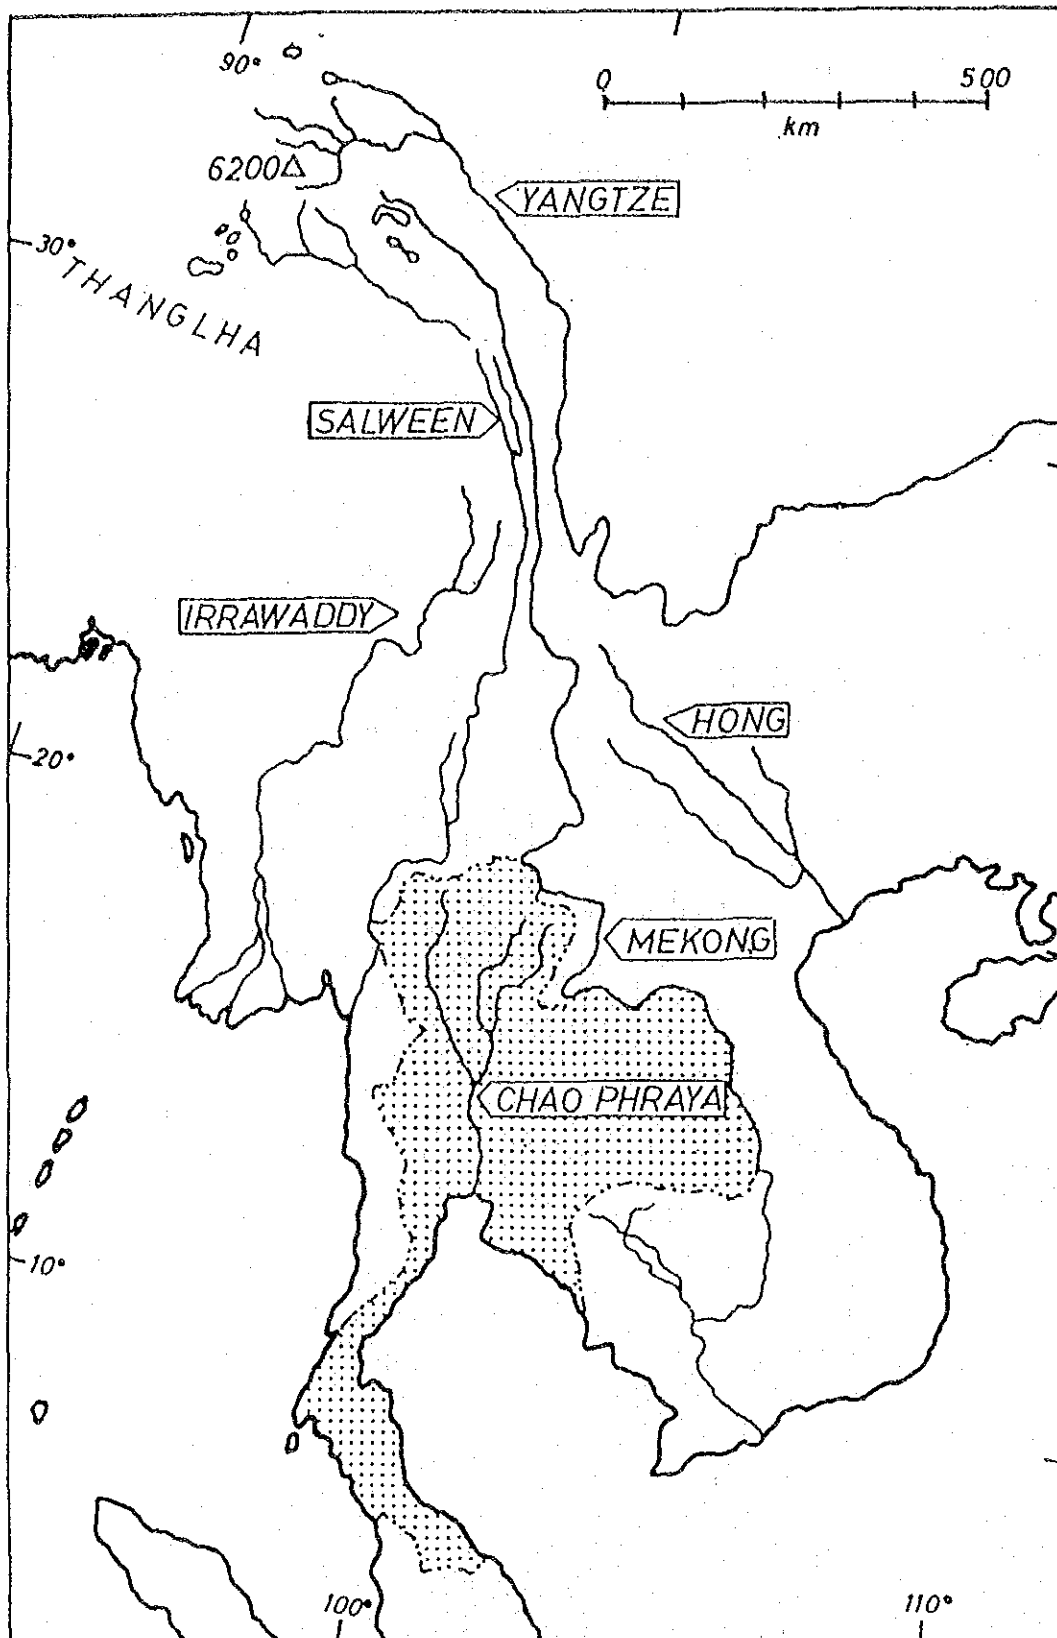 90°
0 500
km
6200△
YANGTZE
30°
THANGLHA
SALWEEN
IRRAWADDY
HONG
20°
MEKONG
CHAO PHRAYA
10°
100° 110°